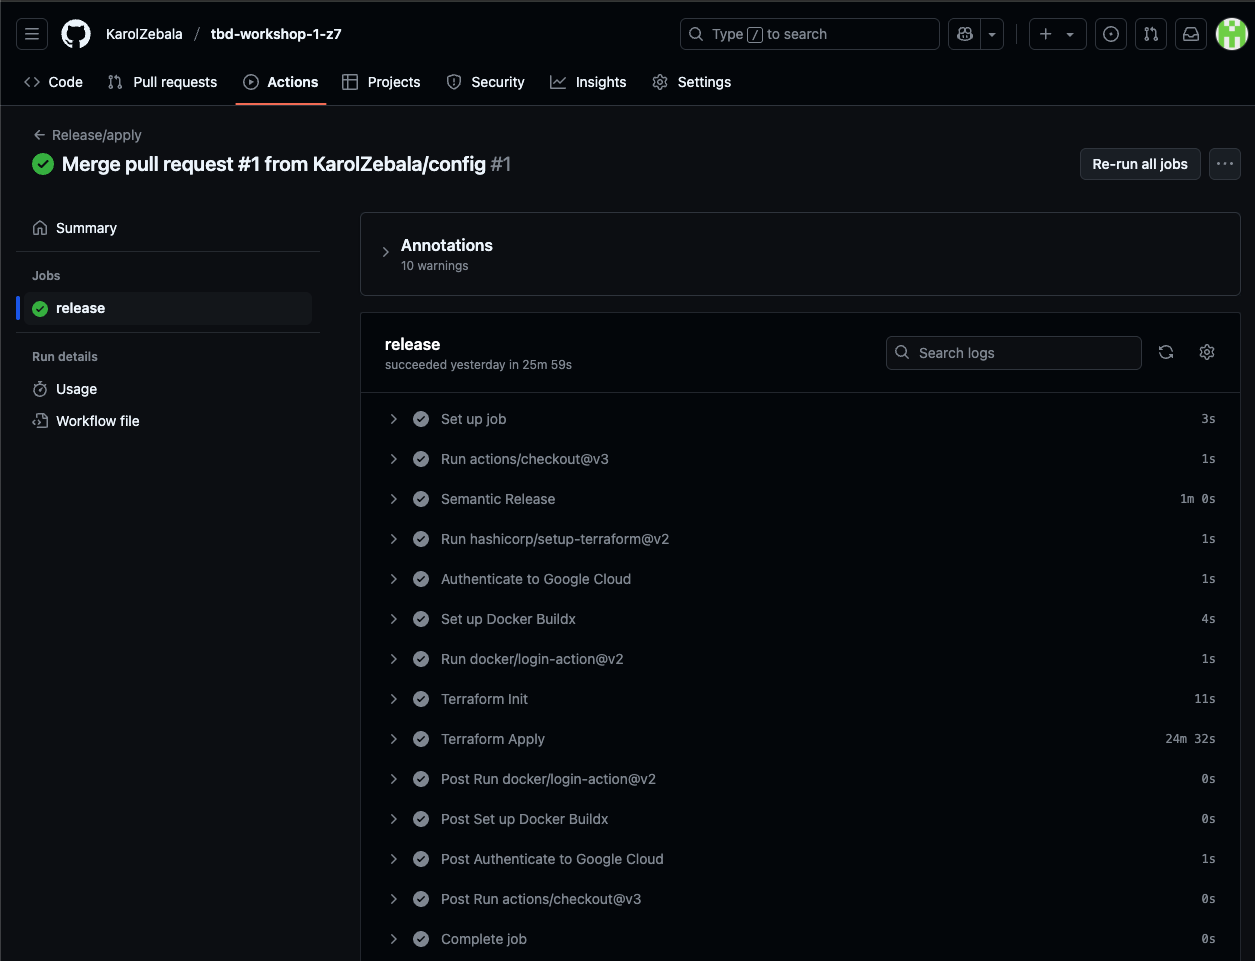 KarolZebala / tbd-workshop-1-z7
Type / to search
Code
Pull requests
Actions
Projects
Security
Insights
Settings
Release/apply
Merge pull request #1 from KarolZebala/config #1
Re-run all jobs
Summary
Jobs
release
Run details
Usage
Workflow file
Annotations
10 warnings
release
succeeded yesterday in 25m 59s
Search logs
Set up job 3s
Run actions/checkout@v3 1s
Semantic Release 1m 0s
Run hashicorp/setup-terraform@v2 1s
Authenticate to Google Cloud 1s
Set up Docker Buildx 4s
Run docker/login-action@v2 1s
Terraform Init 11s
Terraform Apply 24m 32s
Post Run docker/login-action@v2 0s
Post Set up Docker Buildx 0s
Post Authenticate to Google Cloud 1s
Post Run actions/checkout@v3 0s
Complete job 0s